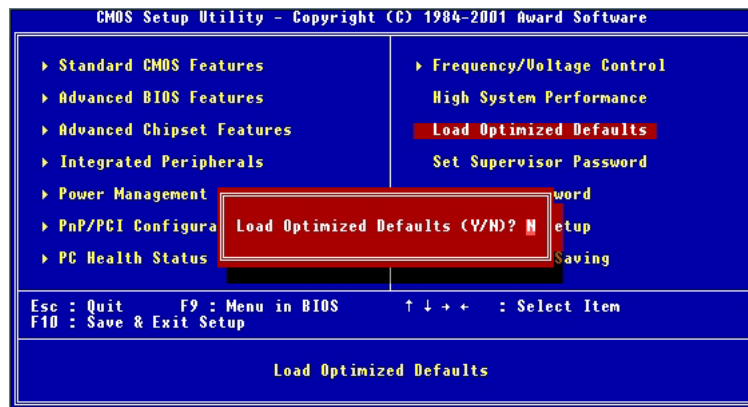 CMOS Setup Utility - Copyright (C) 1984-2001 Award Software
▸ Standard CMOS Features
▸ Advanced BIOS Features
▸ Advanced Chipset Features
▸ Integrated Peripherals
▸ Power Management
▸ PnP/PCI Configura
▸ PC Health Status
▸ Frequency/Voltage Control
High System Performance
Load Optimized Defaults
Set Supervisor Password
word
etup
Saving
Load Optimized Defaults (Y/N)? N
Esc : Quit F9 : Menu in BIOS ↑ ↓ → ← : Select Item
F10 : Save & Exit Setup
Load Optimized Defaults